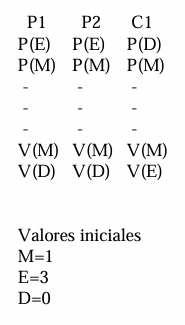 P1 P2 C1
P(E) P(E) P(D)
P(M) P(M) P(M)
- - -
- - -
- - -
V(M) V(M) V(M)
V(D) V(D) V(E)
Valores iniciales
M=1
E=3
D=0